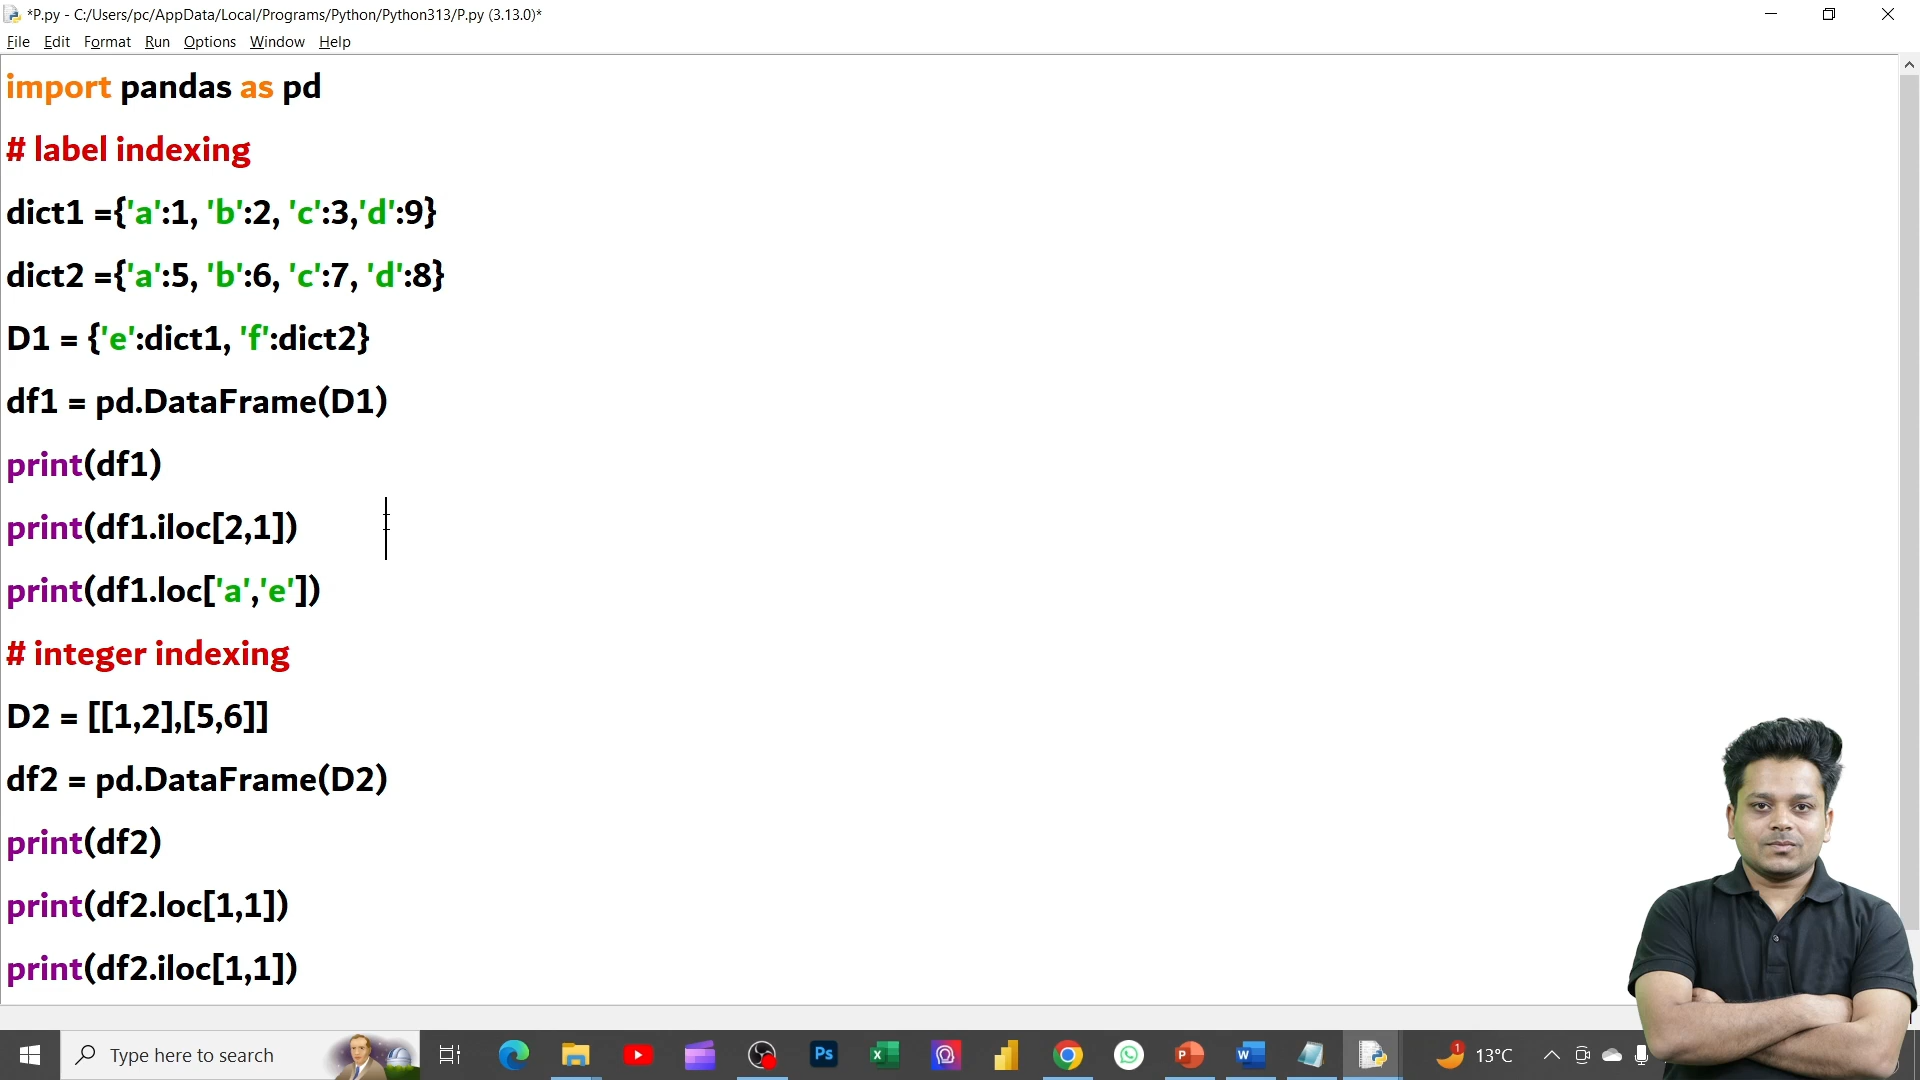 *P.py - C:/Users/pc/AppData/Local/Programs/Python/Python313/P.py (3.13.0)*
File Edit Format Run Options Window Help
import pandas as pd
# label indexing
dict1 ={'a':1, 'b':2, 'c':3,'d':9}
dict2 ={'a':5, 'b':6, 'c':7, 'd':8}
D1 = {'e':dict1, 'f':dict2}
df1 = pd.DataFrame(D1)
print(df1)
print(df1.iloc[2,1])
print(df1.loc['a','e'])
# integer indexing
D2 = [[1,2],[5,6]]
df2 = pd.DataFrame(D2)
print(df2)
print(df2.loc[1,1])
print(df2.iloc[1,1])
Type here to search
Ps
X
P
W
1
13°C